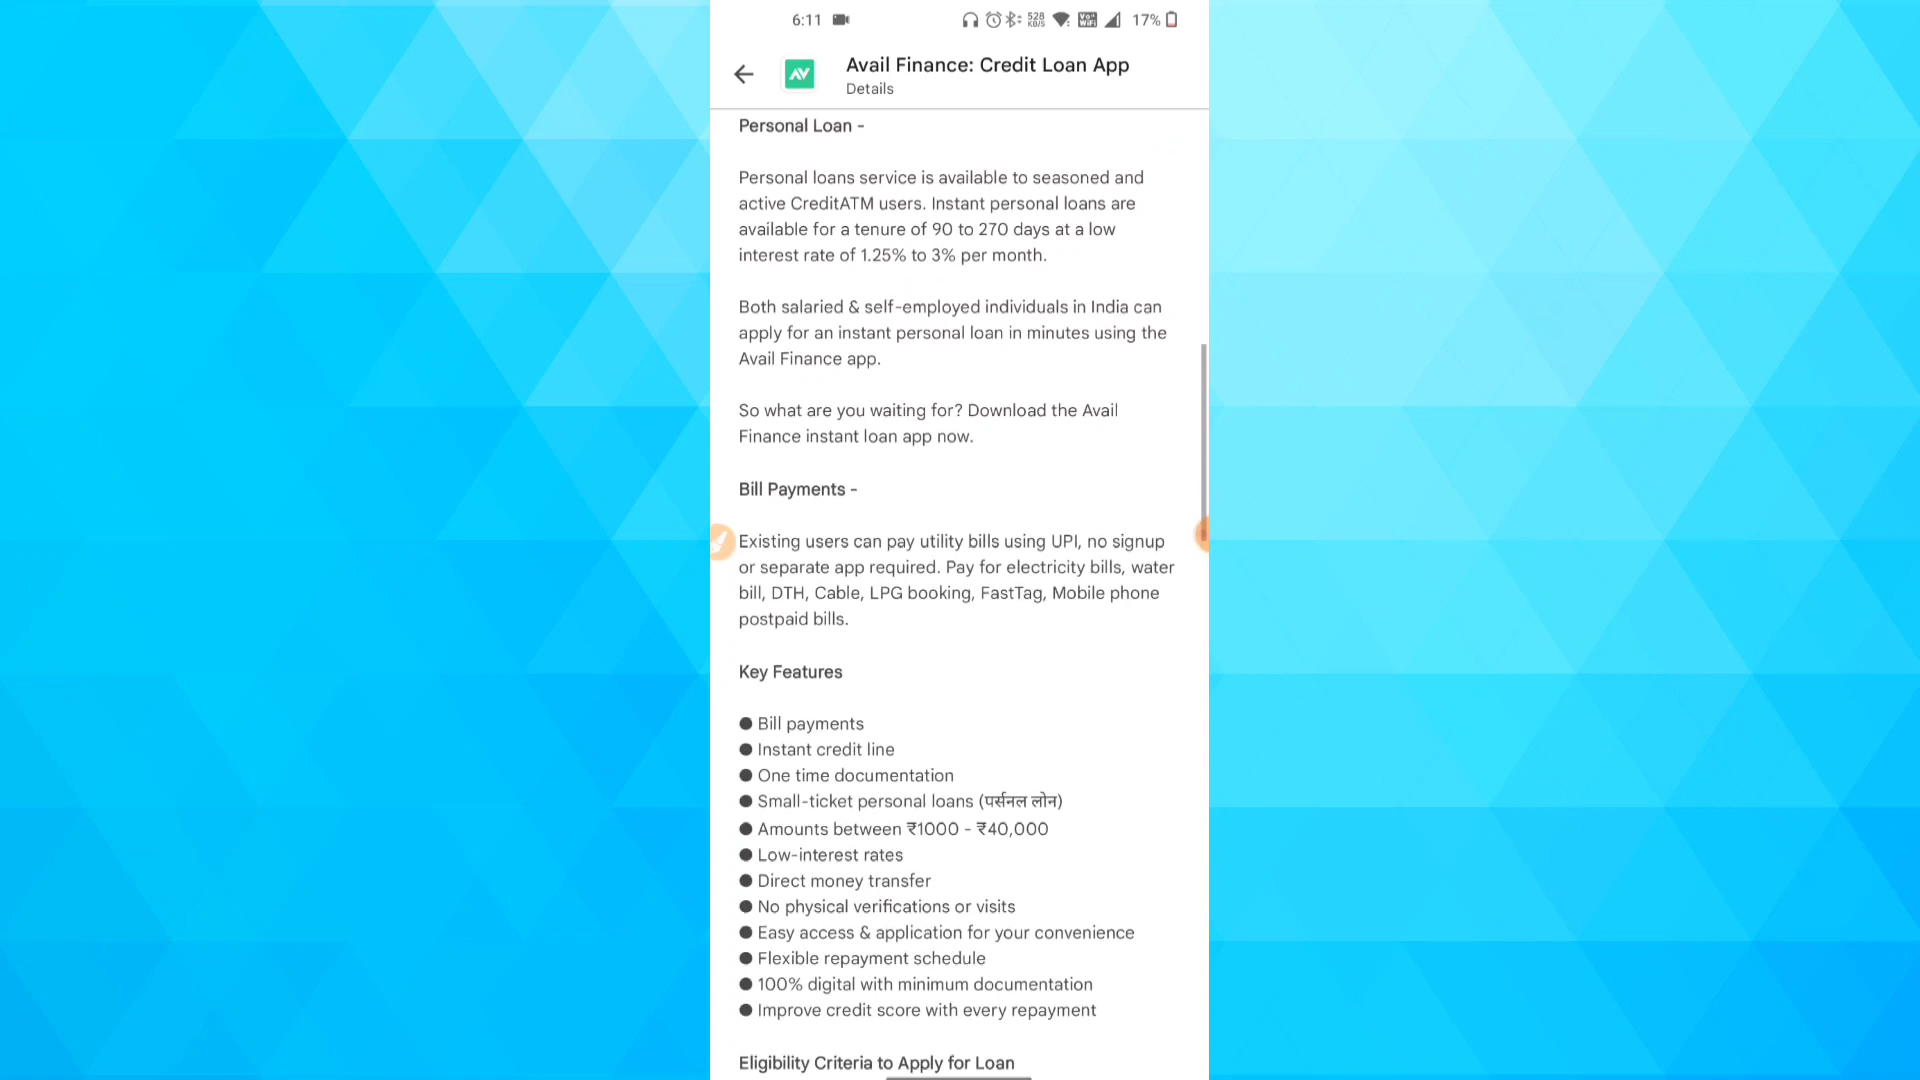 6:11 528 KB/S Vo WiFi 17%
Avail Finance: Credit Loan App
Details
Personal Loan -
Personal loans service is available to seasoned and
active CreditATM users. Instant personal loans are
available for a tenure of 90 to 270 days at a low
interest rate of 1.25% to 3% per month.
Both salaried & self-employed individuals in India can
apply for an instant personal loan in minutes using the
Avail Finance app.
So what are you waiting for? Download the Avail
Finance instant loan app now.
Bill Payments -
Existing users can pay utility bills using UPI, no signup
or separate app required. Pay for electricity bills, water
bill, DTH, Cable, LPG booking, FastTag, Mobile phone
postpaid bills.
Key Features
● Bill payments
● Instant credit line
● One time documentation
● Small-ticket personal loans (पर्सनल लोन)
● Amounts between ₹1000 - ₹40,000
● Low-interest rates
● Direct money transfer
● No physical verifications or visits
● Easy access & application for your convenience
● Flexible repayment schedule
● 100% digital with minimum documentation
● Improve credit score with every repayment
Eligibility Criteria to Apply for Loan